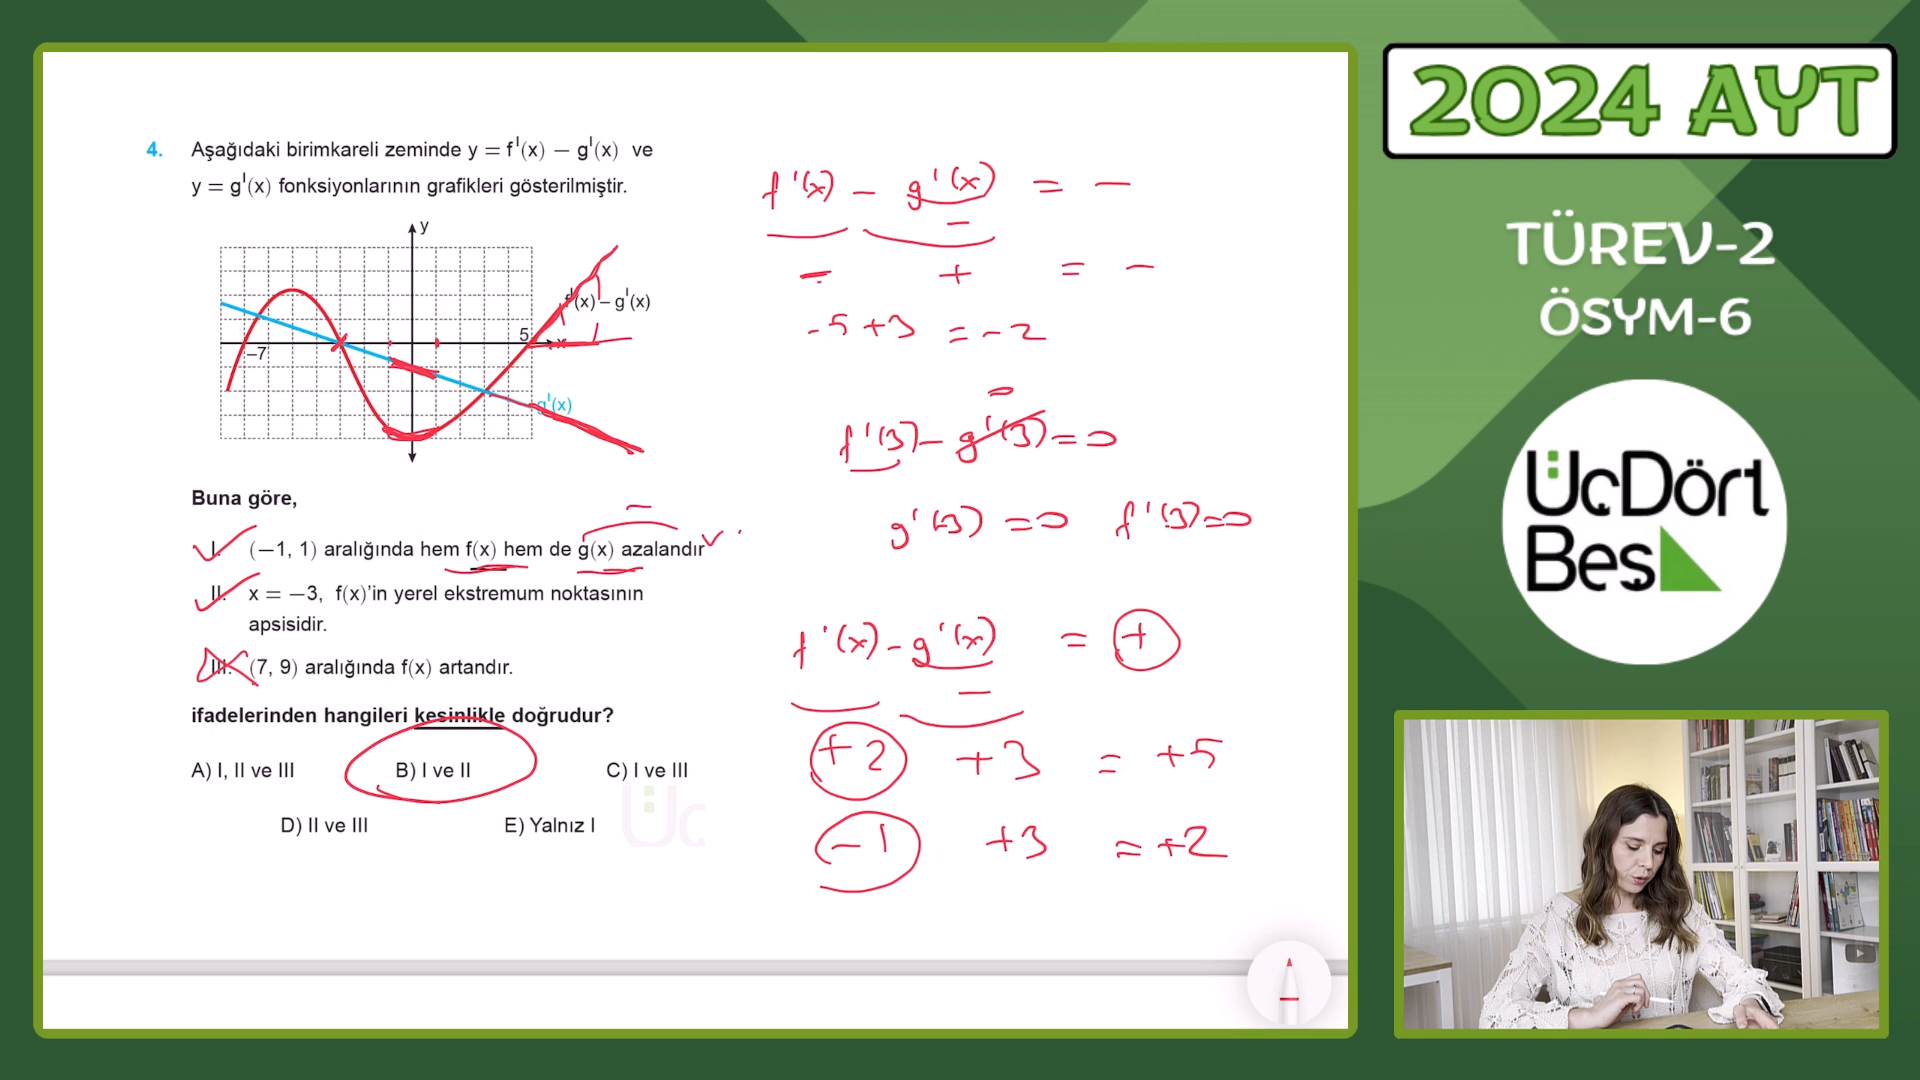 2024 AYT
TÜREV-2
ÖSYM-6
ÜçDört
Beş
4. Aşağıdaki birimkareli zeminde y = f'(x) − g'(x) ve
y = g'(x) fonksiyonlarının grafikleri gösterilmiştir.
y
f'(x) − g'(x)
5
x
−7
g'(x)
Buna göre,
I. (−1, 1) aralığında hem f(x) hem de g(x) azalandır
II. x = −3, f(x)'in yerel ekstremum noktasının
apsisidir.
III. (7, 9) aralığında f(x) artandır.
ifadelerinden hangileri kesinlikle doğrudur?
A) I, II ve III B) I ve II C) I ve III
D) II ve III E) Yalnız I
Üç
f'(x) − g'(x) = −
−
− + = −
-5 +3 = -2
0
f'(3) − g'(3) = 0
g'(-3) = 0 f'(3) = 0
f'(x) − g'(x) = +
−
+2 +3 = +5
−1 +3 = +2